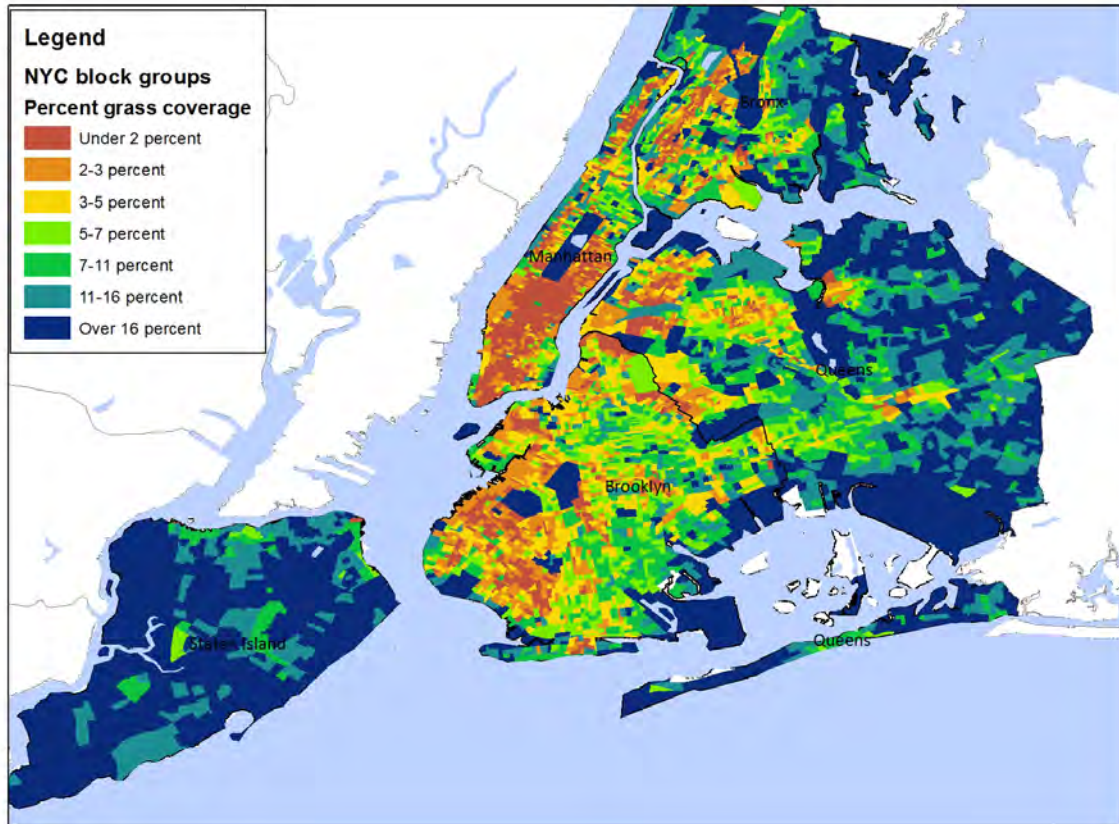 Legend
NYC block groups
Percent grass coverage
Under 2 percent
2-3 percent
3-5 percent
5-7 percent
7-11 percent
11-16 percent
Over 16 percent
Bronx
Manhattan
Queens
Brooklyn
Staten Island
Queens